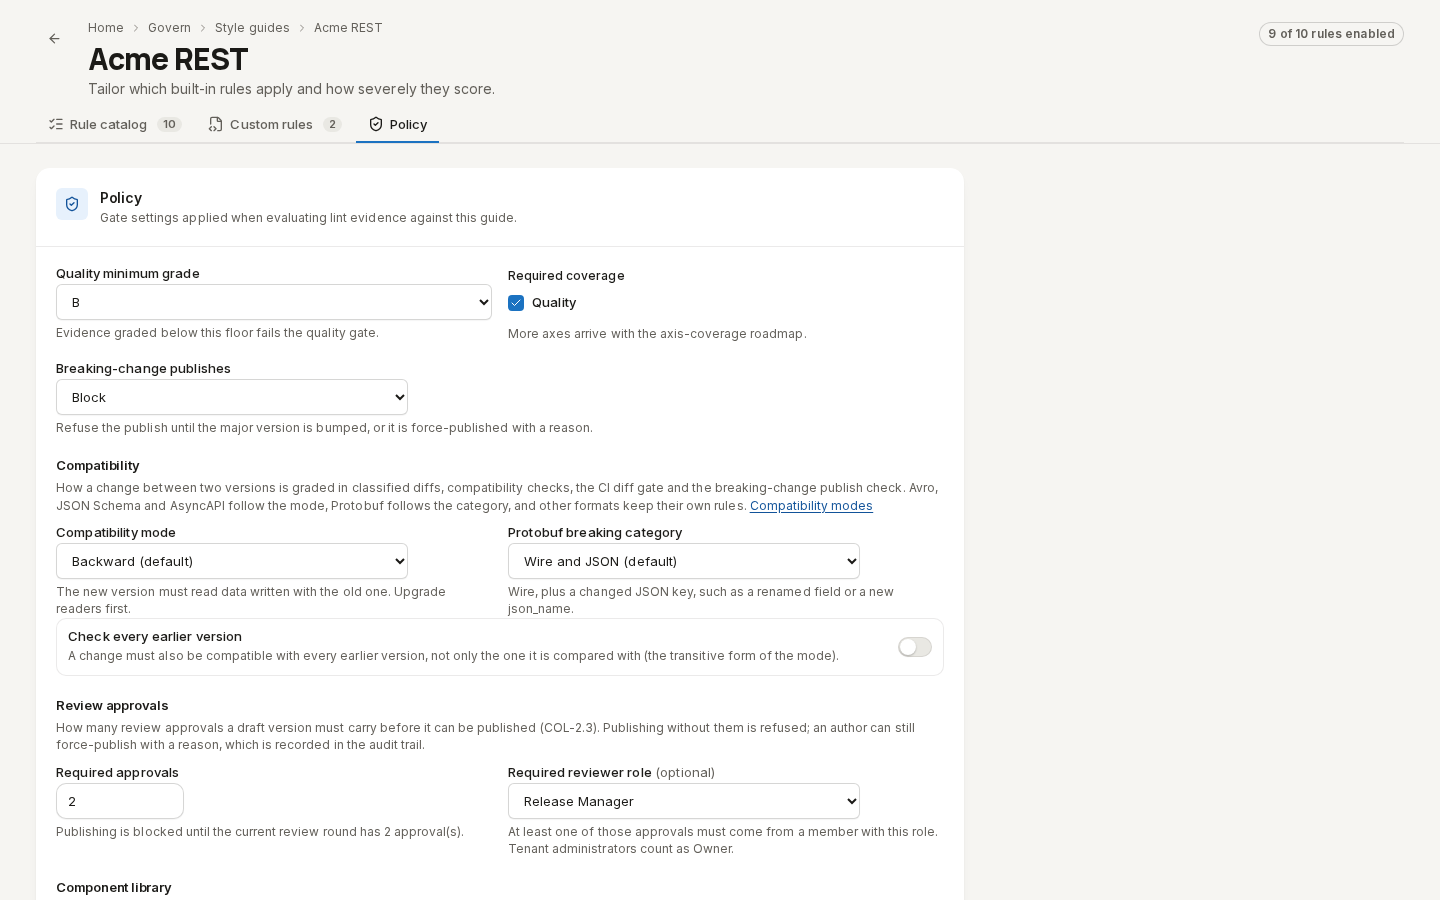 Home > Govern > Style guides > Acme REST
Acme REST
Tailor which built-in rules apply and how severely they score.
9 of 10 rules enabled
Rule catalog 10 Custom rules 2 Policy
Policy
Gate settings applied when evaluating lint evidence against this guide.
Quality minimum grade
B
Evidence graded below this floor fails the quality gate.
Required coverage
Quality
More axes arrive with the axis-coverage roadmap.
Breaking-change publishes
Block
Refuse the publish until the major version is bumped, or it is force-published with a reason.
Compatibility
How a change between two versions is graded in classified diffs, compatibility checks, the CI diff gate and the breaking-change publish check. Avro,
JSON Schema and AsyncAPI follow the mode, Protobuf follows the category, and other formats keep their own rules. Compatibility modes
Compatibility mode
Backward (default)
The new version must read data written with the old one. Upgrade
readers first.
Protobuf breaking category
Wire and JSON (default)
Wire, plus a changed JSON key, such as a renamed field or a new
json_name.
Check every earlier version
A change must also be compatible with every earlier version, not only the one it is compared with (the transitive form of the mode).
Review approvals
How many review approvals a draft version must carry before it can be published (COL-2.3). Publishing without them is refused; an author can still
force-publish with a reason, which is recorded in the audit trail.
Required approvals
2
Publishing is blocked until the current review round has 2 approval(s).
Required reviewer role (optional)
Release Manager
At least one of those approvals must come from a member with this role.
Tenant administrators count as Owner.
Component library